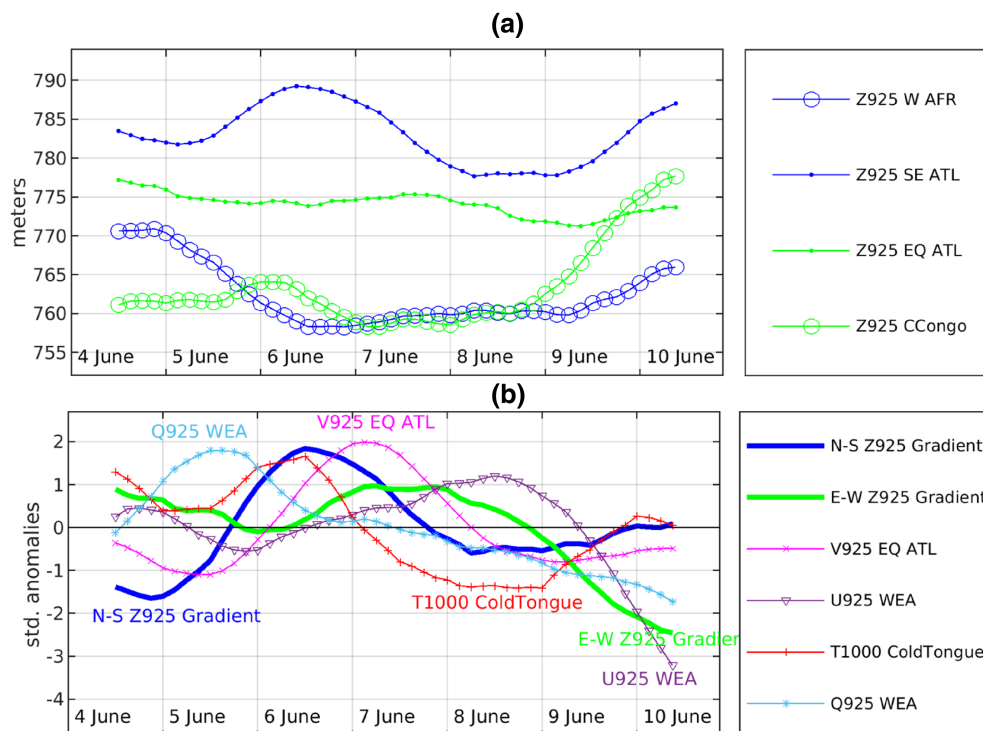 (a)
790
785
780
775
770
765
760
755
meters
4 June 5 June 6 June 7 June 8 June 9 June 10 June
Z925 W AFR
Z925 SE ATL
Z925 EQ ATL
Z925 CCongo
(b)
2
1
0
-1
-2
-3
-4
std. anomalies
Q925 WEA
V925 EQ ATL
N-S Z925 Gradient
T1000 ColdTongue
E-W Z925 Gradien
U925 WEA
4 June 5 June 6 June 7 June 8 June 9 June 10 June
N-S Z925 Gradient
E-W Z925 Gradient
V925 EQ ATL
U925 WEA
T1000 ColdTongue
Q925 WEA